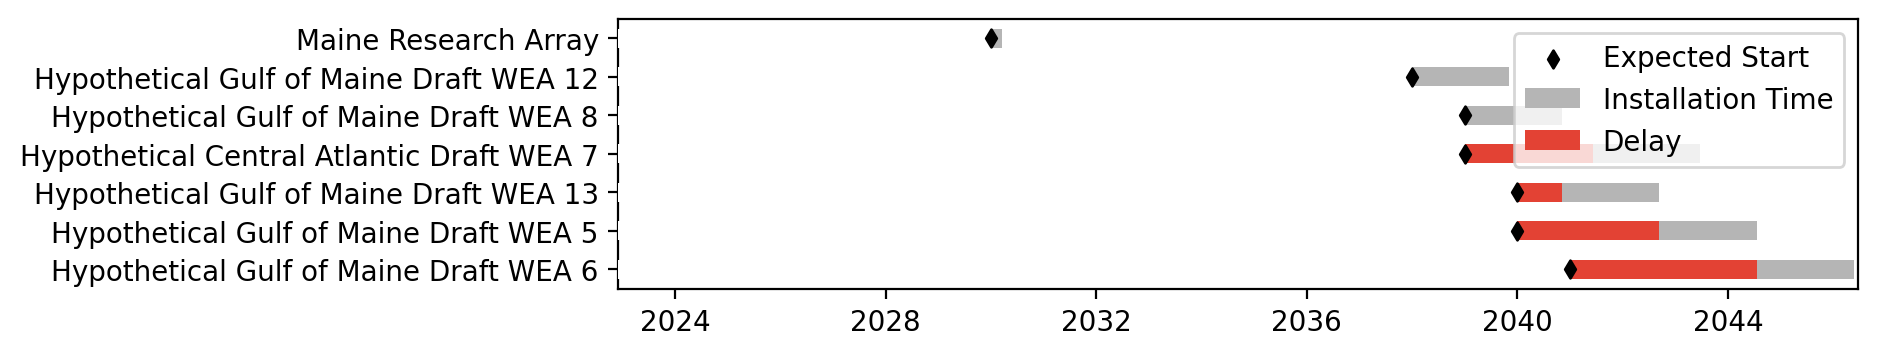 Maine Research Array
Hypothetical Gulf of Maine Draft WEA 12
Hypothetical Gulf of Maine Draft WEA 8
Hypothetical Central Atlantic Draft WEA 7
Hypothetical Gulf of Maine Draft WEA 13
Hypothetical Gulf of Maine Draft WEA 5
Hypothetical Gulf of Maine Draft WEA 6
Expected Start
Installation Time
Delay
2024 2028 2032 2036 2040 2044